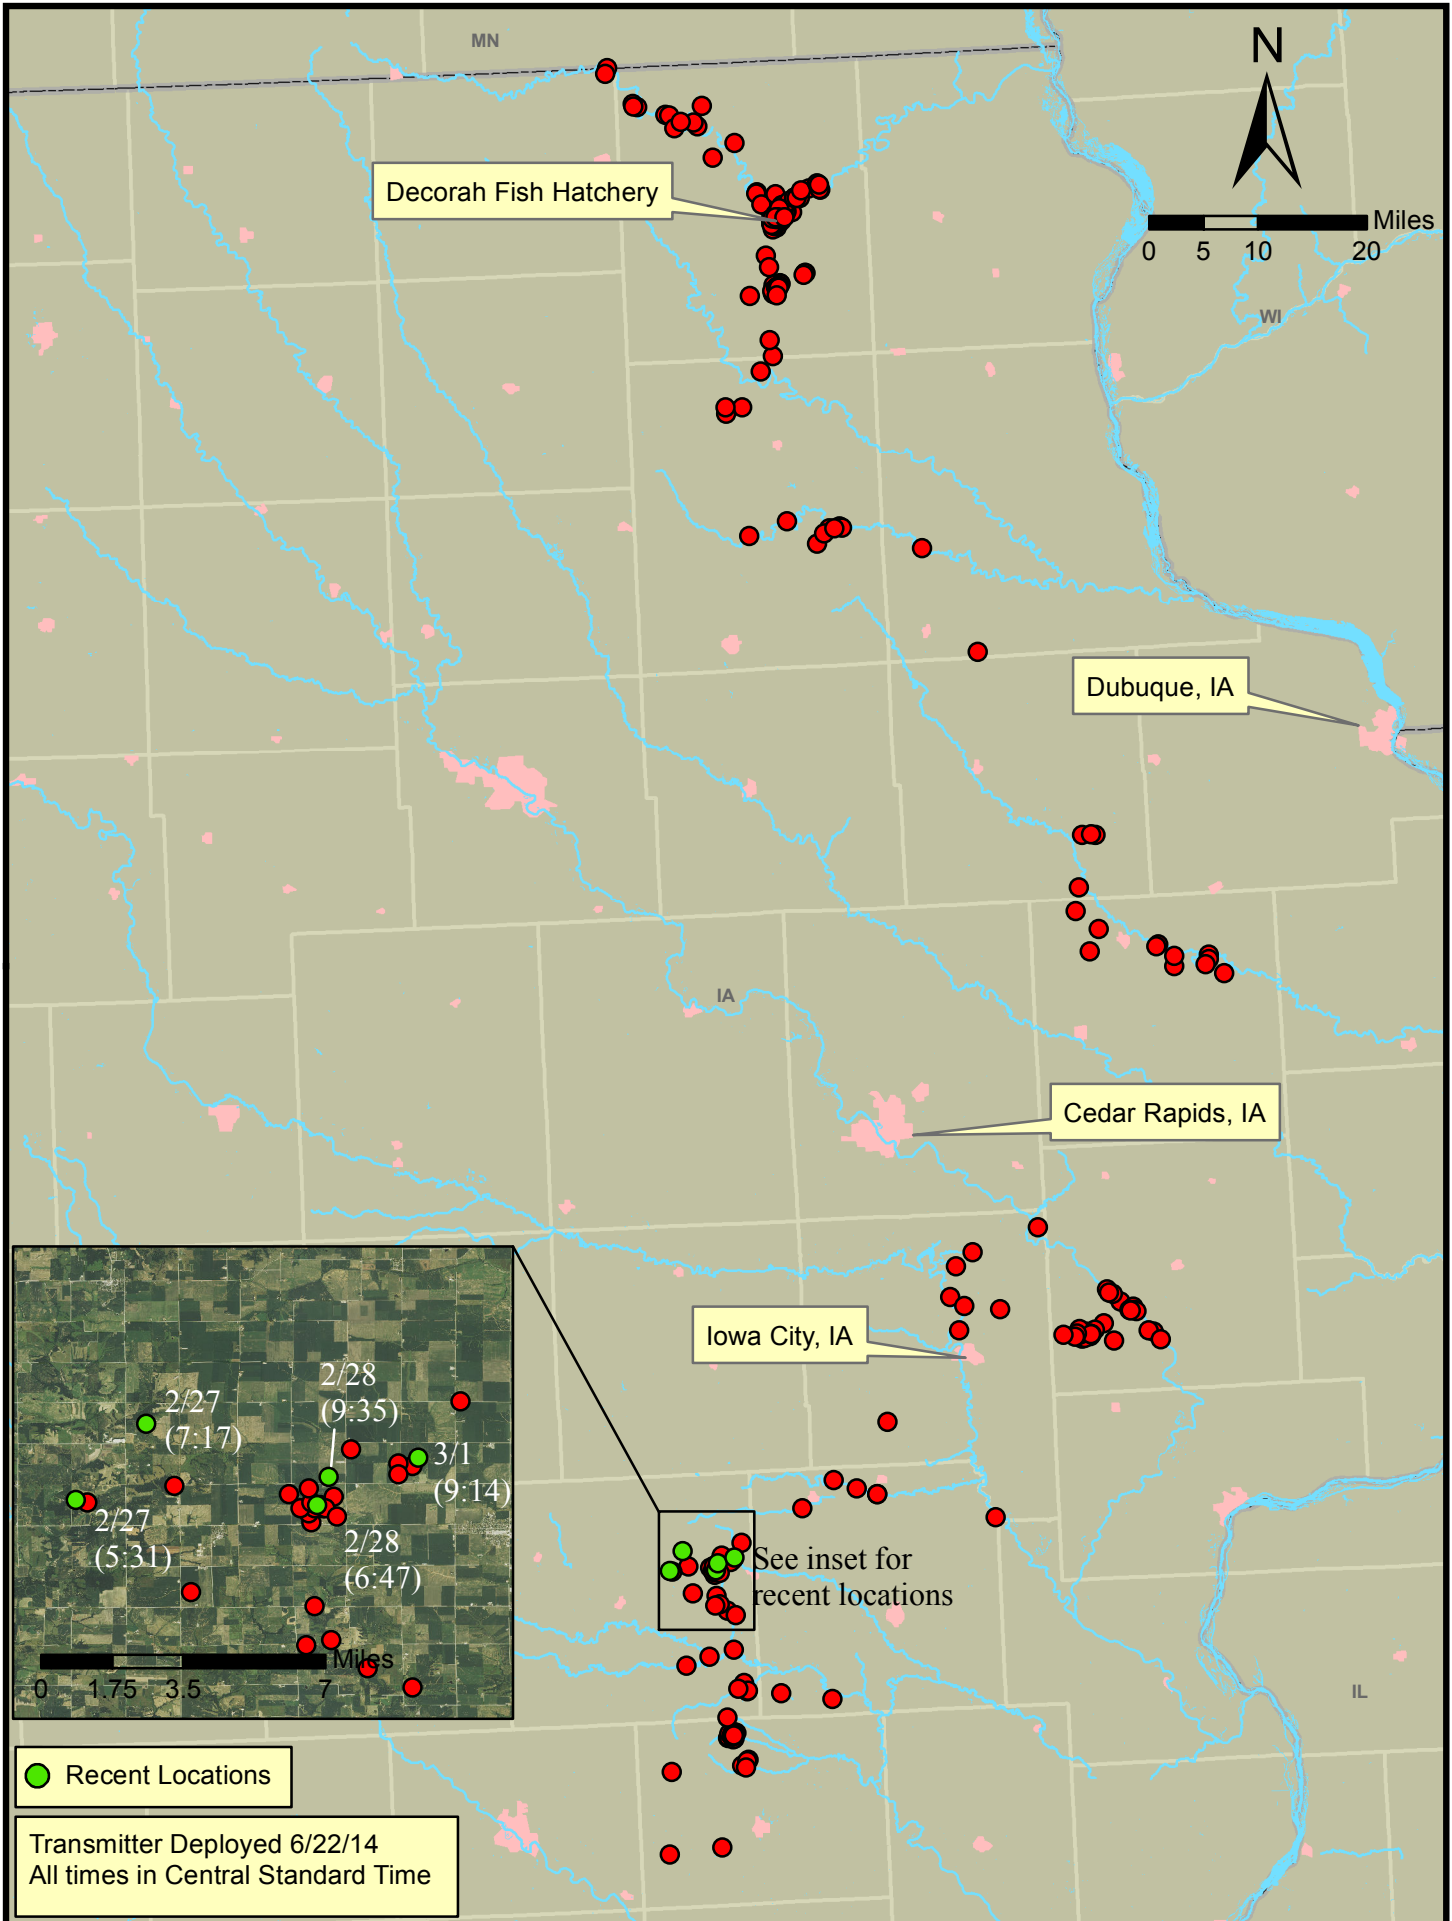 MN
N
Decorah Fish Hatchery
Miles
0 5 10 20
WI
Dubuque, IA
IA
Cedar Rapids, IA
Iowa City, IA
2/28
(9:35)
2/27
(7:17)
3/1
(9:14)
2/27
(5:31)
2/28
(6:47)
Miles
0 1.75 3.5 7
See inset for
recent locations
IL
Recent Locations
Transmitter Deployed 6/22/14
All times in Central Standard Time